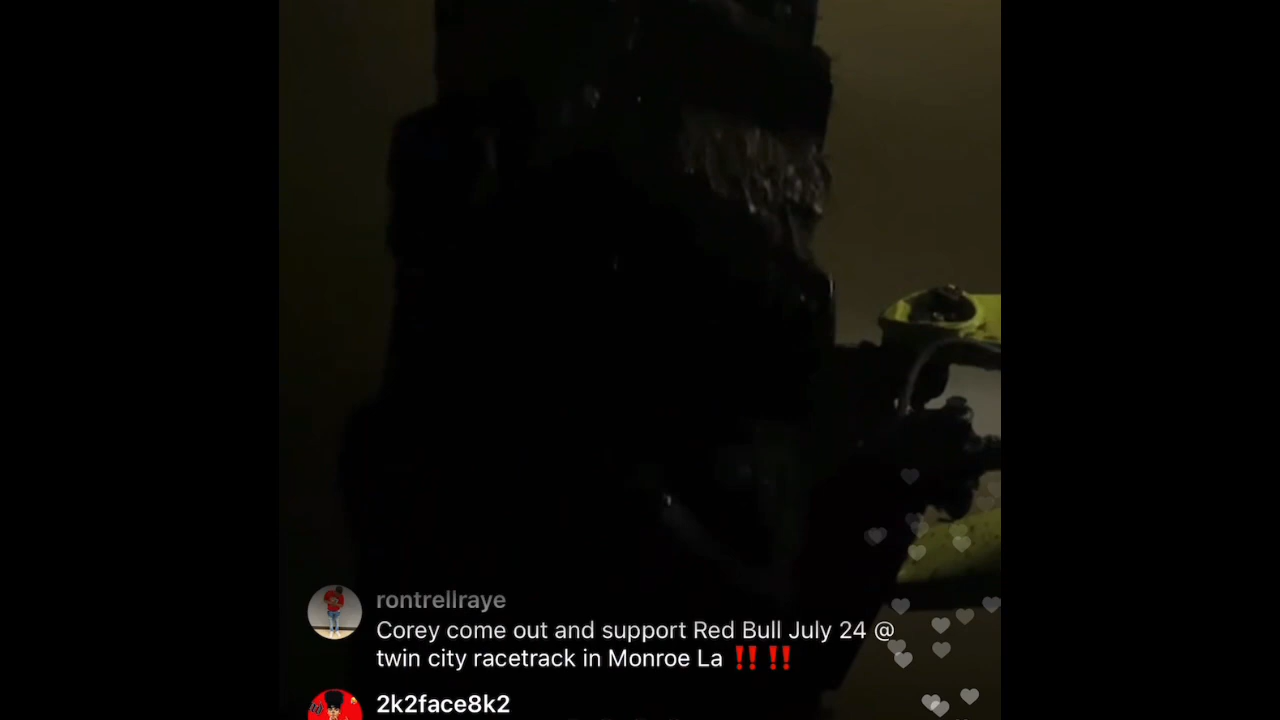 rontrellraye
Corey come out and support Red Bull July 24 @
twin city racetrack in Monroe La ‼️ ‼️
2k2face8k2